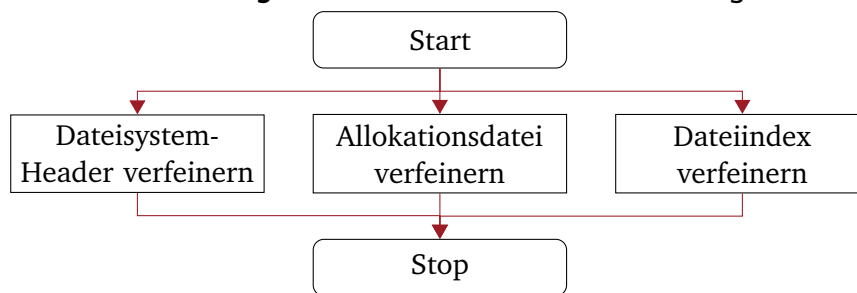 Start
Dateisystem-
Header verfeinern
Allokationsdatei
verfeinern
Dateiindex
verfeinern
Stop